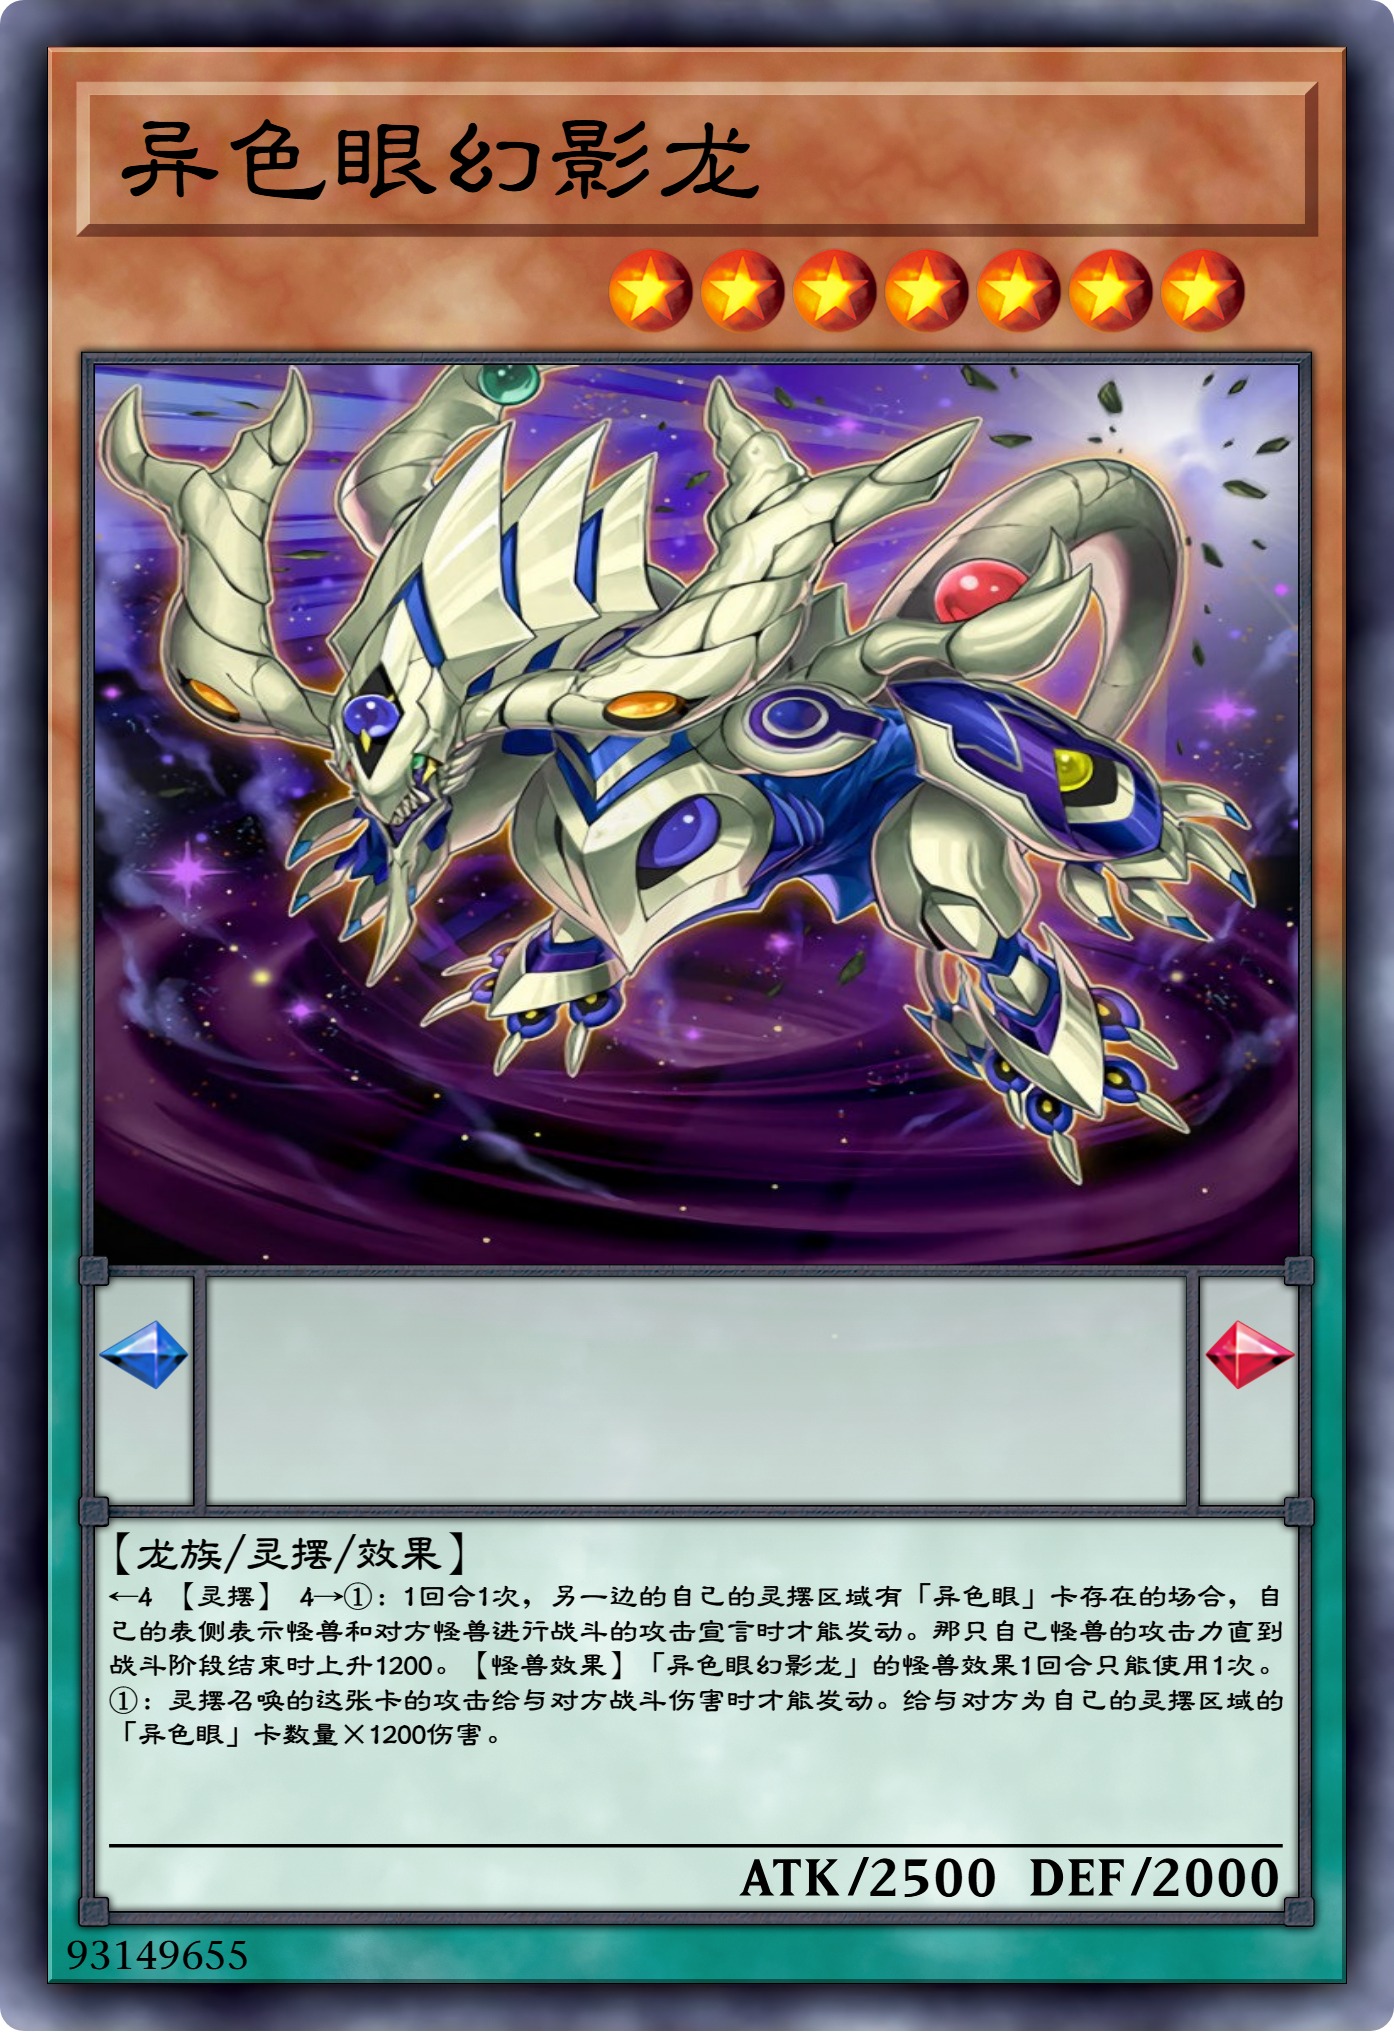 异色眼幻影龙
【龙族/灵摆/效果】
←4 【灵摆】 4→①：1回合1次，另一边的自己的灵摆区域有「异色眼」卡存在的场合，自
己的表侧表示怪兽和对方怪兽进行战斗的攻击宣言时才能发动。那只自己怪兽的攻击力直到
战斗阶段结束时上升1200。【怪兽效果】「异色眼幻影龙」的怪兽效果1回合只能使用1次。
①：灵摆召唤的这张卡的攻击给与对方战斗伤害时才能发动。给与对方为自己的灵摆区域的
「异色眼」卡数量×1200伤害。
ATK/2500 DEF/2000
93149655